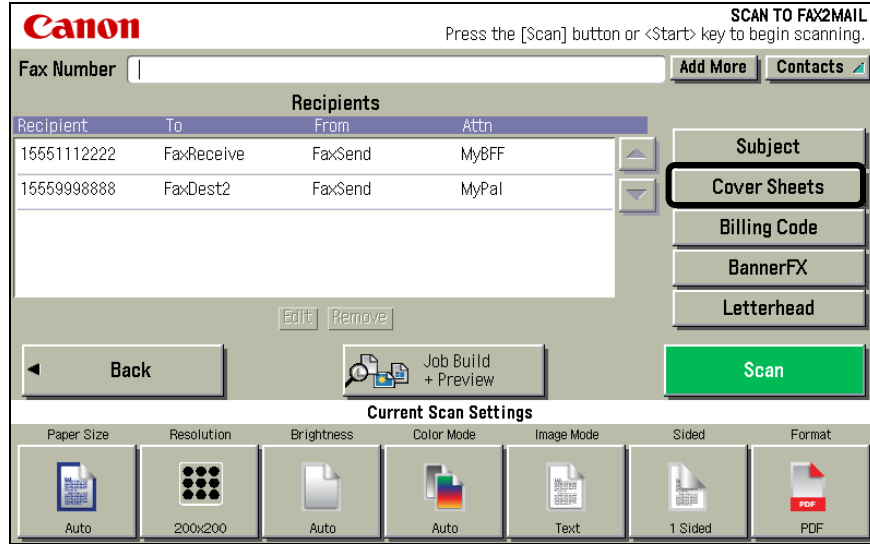 Canon
SCAN TO FAX2MAIL
Press the [Scan] button or <Start> key to begin scanning.
Fax Number
Add More
Contacts
Recipients
Recipient To From Attn
15551112222 FaxReceive FaxSend MyBFF
15559998888 FaxDest2 FaxSend MyPal
Subject
Cover Sheets
Billing Code
BannerFX
Letterhead
Edit Remove
Back
Job Build
+ Preview
Scan
Current Scan Settings
Paper Size Resolution Brightness Color Mode Image Mode Sided Format
PDF
Auto 200x200 Auto Auto Text 1 Sided PDF